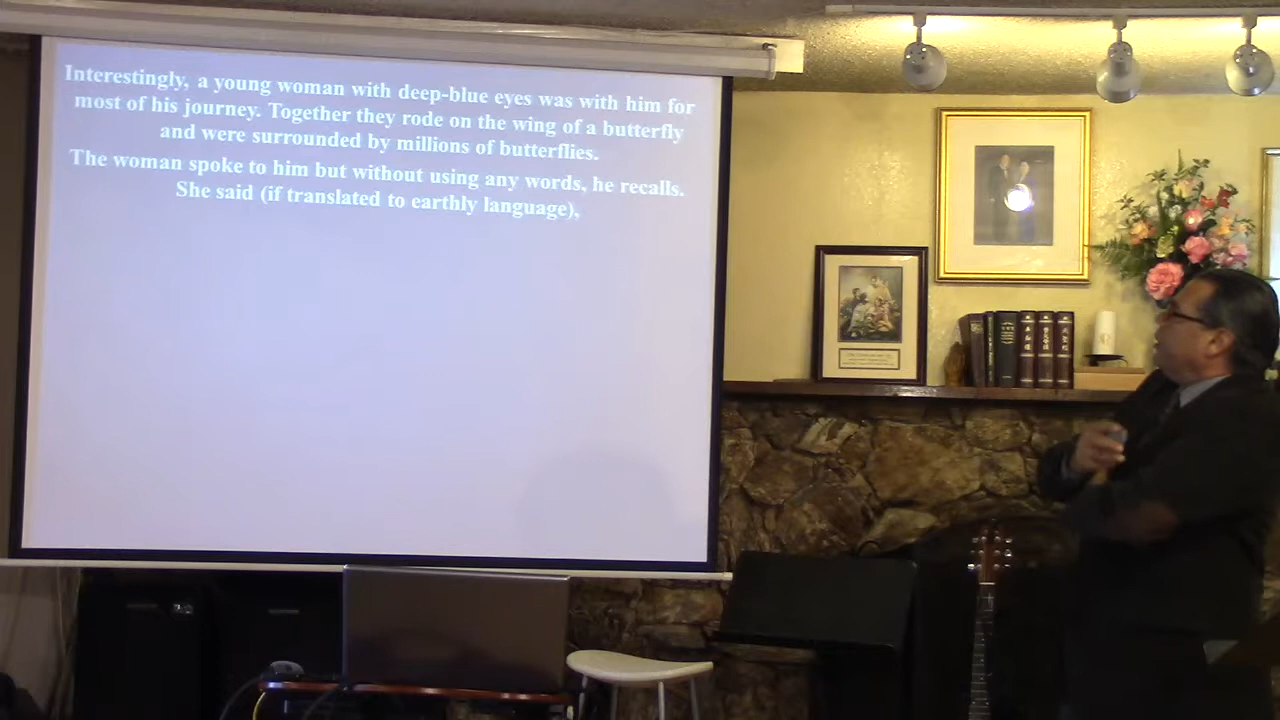 Interestingly, a young woman with deep-blue eyes was with him for
most of his journey. Together they rode on the wing of a butterfly
and were surrounded by millions of butterflies.
The woman spoke to him but without using any words, he recalls.
She said (if translated to earthly language),